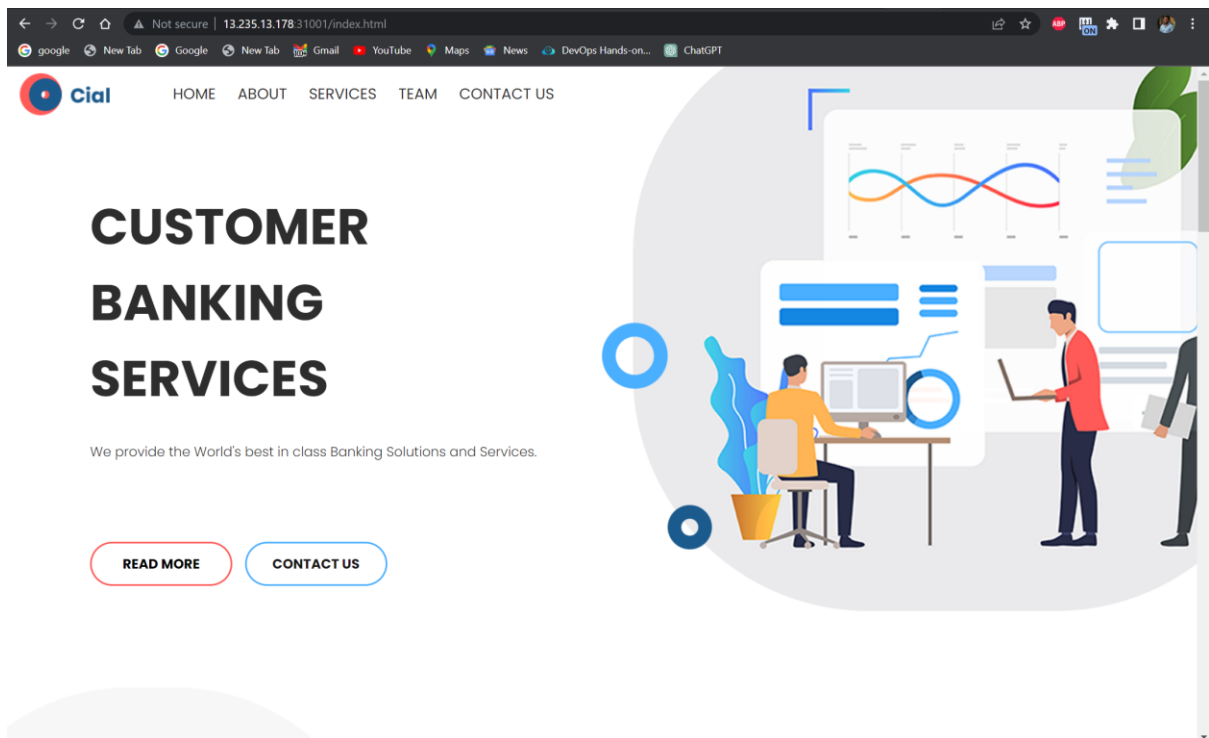 Not secure | 13.235.13.178:31001/index.html
ABP
ON
google New Tab Google New Tab Gmail YouTube Maps News DevOps Hands-on... ChatGPT
Cial HOME ABOUT SERVICES TEAM CONTACT US
CUSTOMER
BANKING
SERVICES
We provide the World's best in class Banking Solutions and Services.
READ MORE CONTACT US